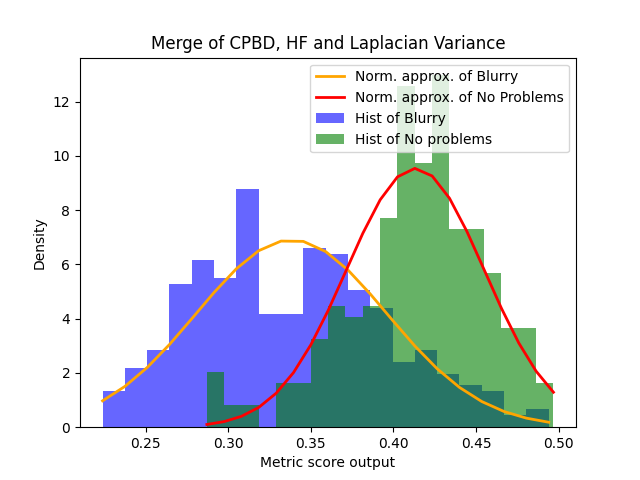 Merge of CPBD, HF and Laplacian Variance
Norm. approx. of Blurry
Norm. approx. of No Problems
Hist of Blurry
Hist of No problems
Density
12
10
8
6
4
2
0
0.25 0.30 0.35 0.40 0.45 0.50
Metric score output